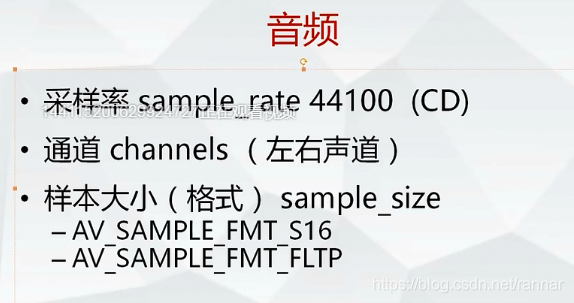 音频
• 采样率 sample_rate 44100 (CD)
• 通道 channels （左右声道）
• 样本大小（格式） sample_size
– AV_SAMPLE_FMT_S16
– AV_SAMPLE_FMT_FLTP
https://blog.csdn.net/rannar